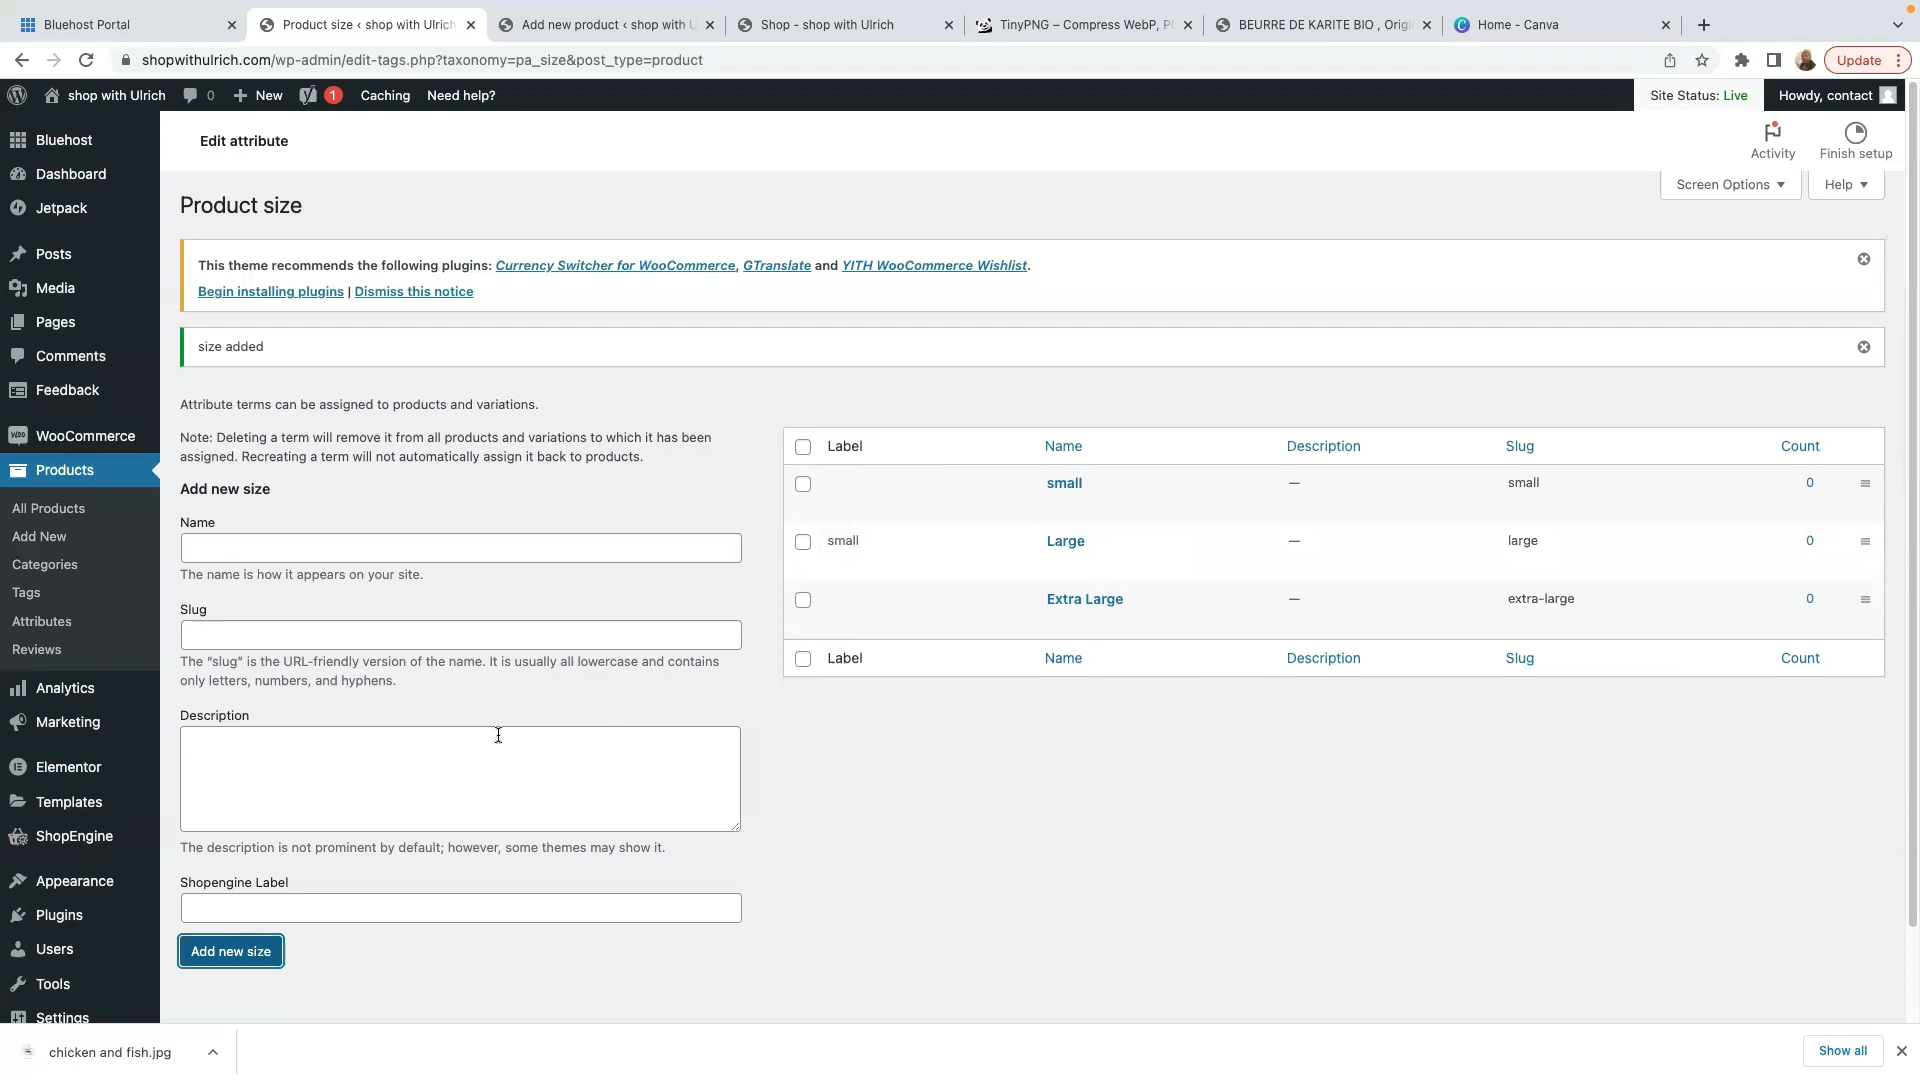 Bluehost Portal
Product size ‹ shop with Ulrich
Add new product ‹ shop with U
Shop - shop with Ulrich
TinyPNG – Compress WebP, P
BEURRE DE KARITE BIO , Origi
Home - Canva
shopwithulrich.com/wp-admin/edit-tags.php?taxonomy=pa_size&post_type=product
Update
shop with Ulrich
0
New
1
Caching
Need help?
Site Status: Live
Howdy, contact
Bluehost
Dashboard
Jetpack
Posts
Media
Pages
Comments
Feedback
WooCommerce
Products
All Products
Add New
Categories
Tags
Attributes
Reviews
Analytics
Marketing
Elementor
Templates
ShopEngine
Appearance
Plugins
Users
Tools
Settings
Edit attribute
Activity
Finish setup
Screen Options
Help
Product size
This theme recommends the following plugins: Currency Switcher for WooCommerce, GTranslate and YITH WooCommerce Wishlist.
Begin installing plugins | Dismiss this notice
size added
Attribute terms can be assigned to products and variations.
Note: Deleting a term will remove it from all products and variations to which it has been
assigned. Recreating a term will not automatically assign it back to products.
Add new size
Name
The name is how it appears on your site.
Slug
The “slug” is the URL-friendly version of the name. It is usually all lowercase and contains
only letters, numbers, and hyphens.
Description
The description is not prominent by default; however, some themes may show it.
Shopengine Label
Add new size
Label Name Description Slug Count
small — small 0
small Large — large 0
Extra Large — extra-large 0
Label Name Description Slug Count
chicken and fish.jpg
Show all